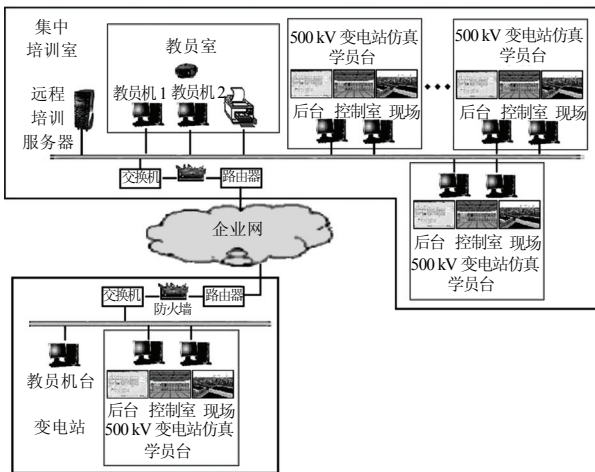 集中
培训室
远程
培训
服务器
教员室
教员机 1 教员机 2
500 kV 变电站仿真
学员台
后台 控制室 现场
500 kV 变电站仿真
学员台
后台 控制室 现场
交换机
路由器
后台 控制室 现场
500 kV 变电站仿真
学员台
企业网
交换机
防火墙
路由器
教员机台
变电站
后台 控制室 现场
500 kV 变电站仿真
学员台